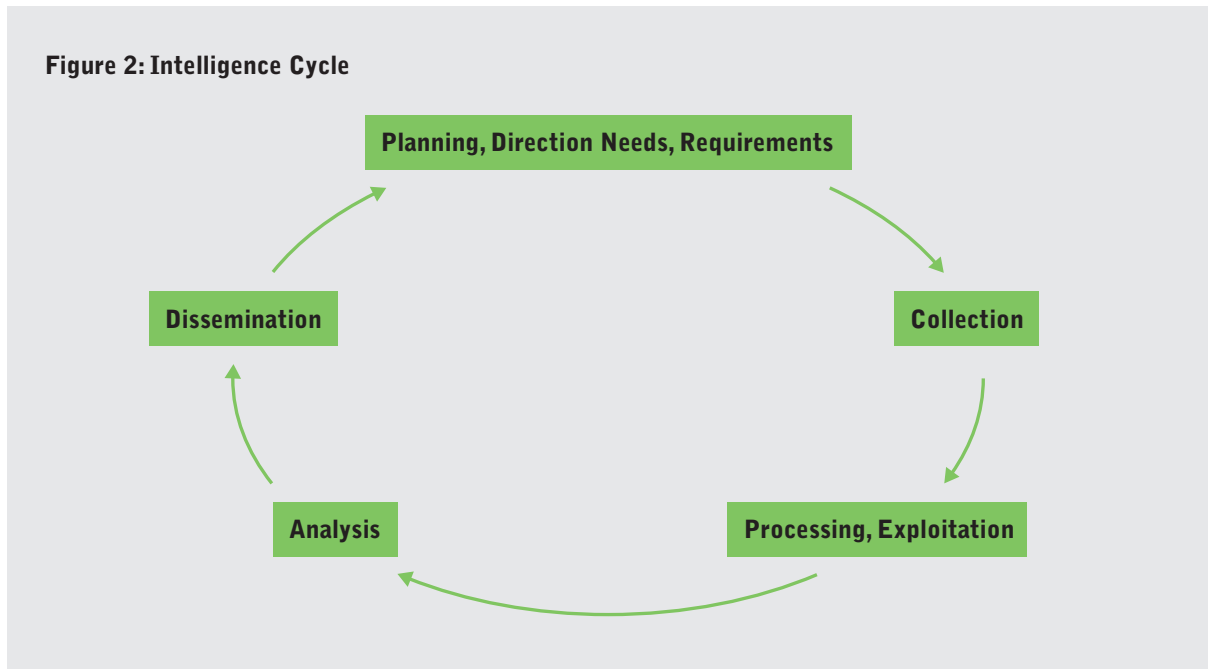 Figure 2: Intelligence Cycle
Planning, Direction Needs, Requirements
Dissemination
Collection
Analysis
Processing, Exploitation